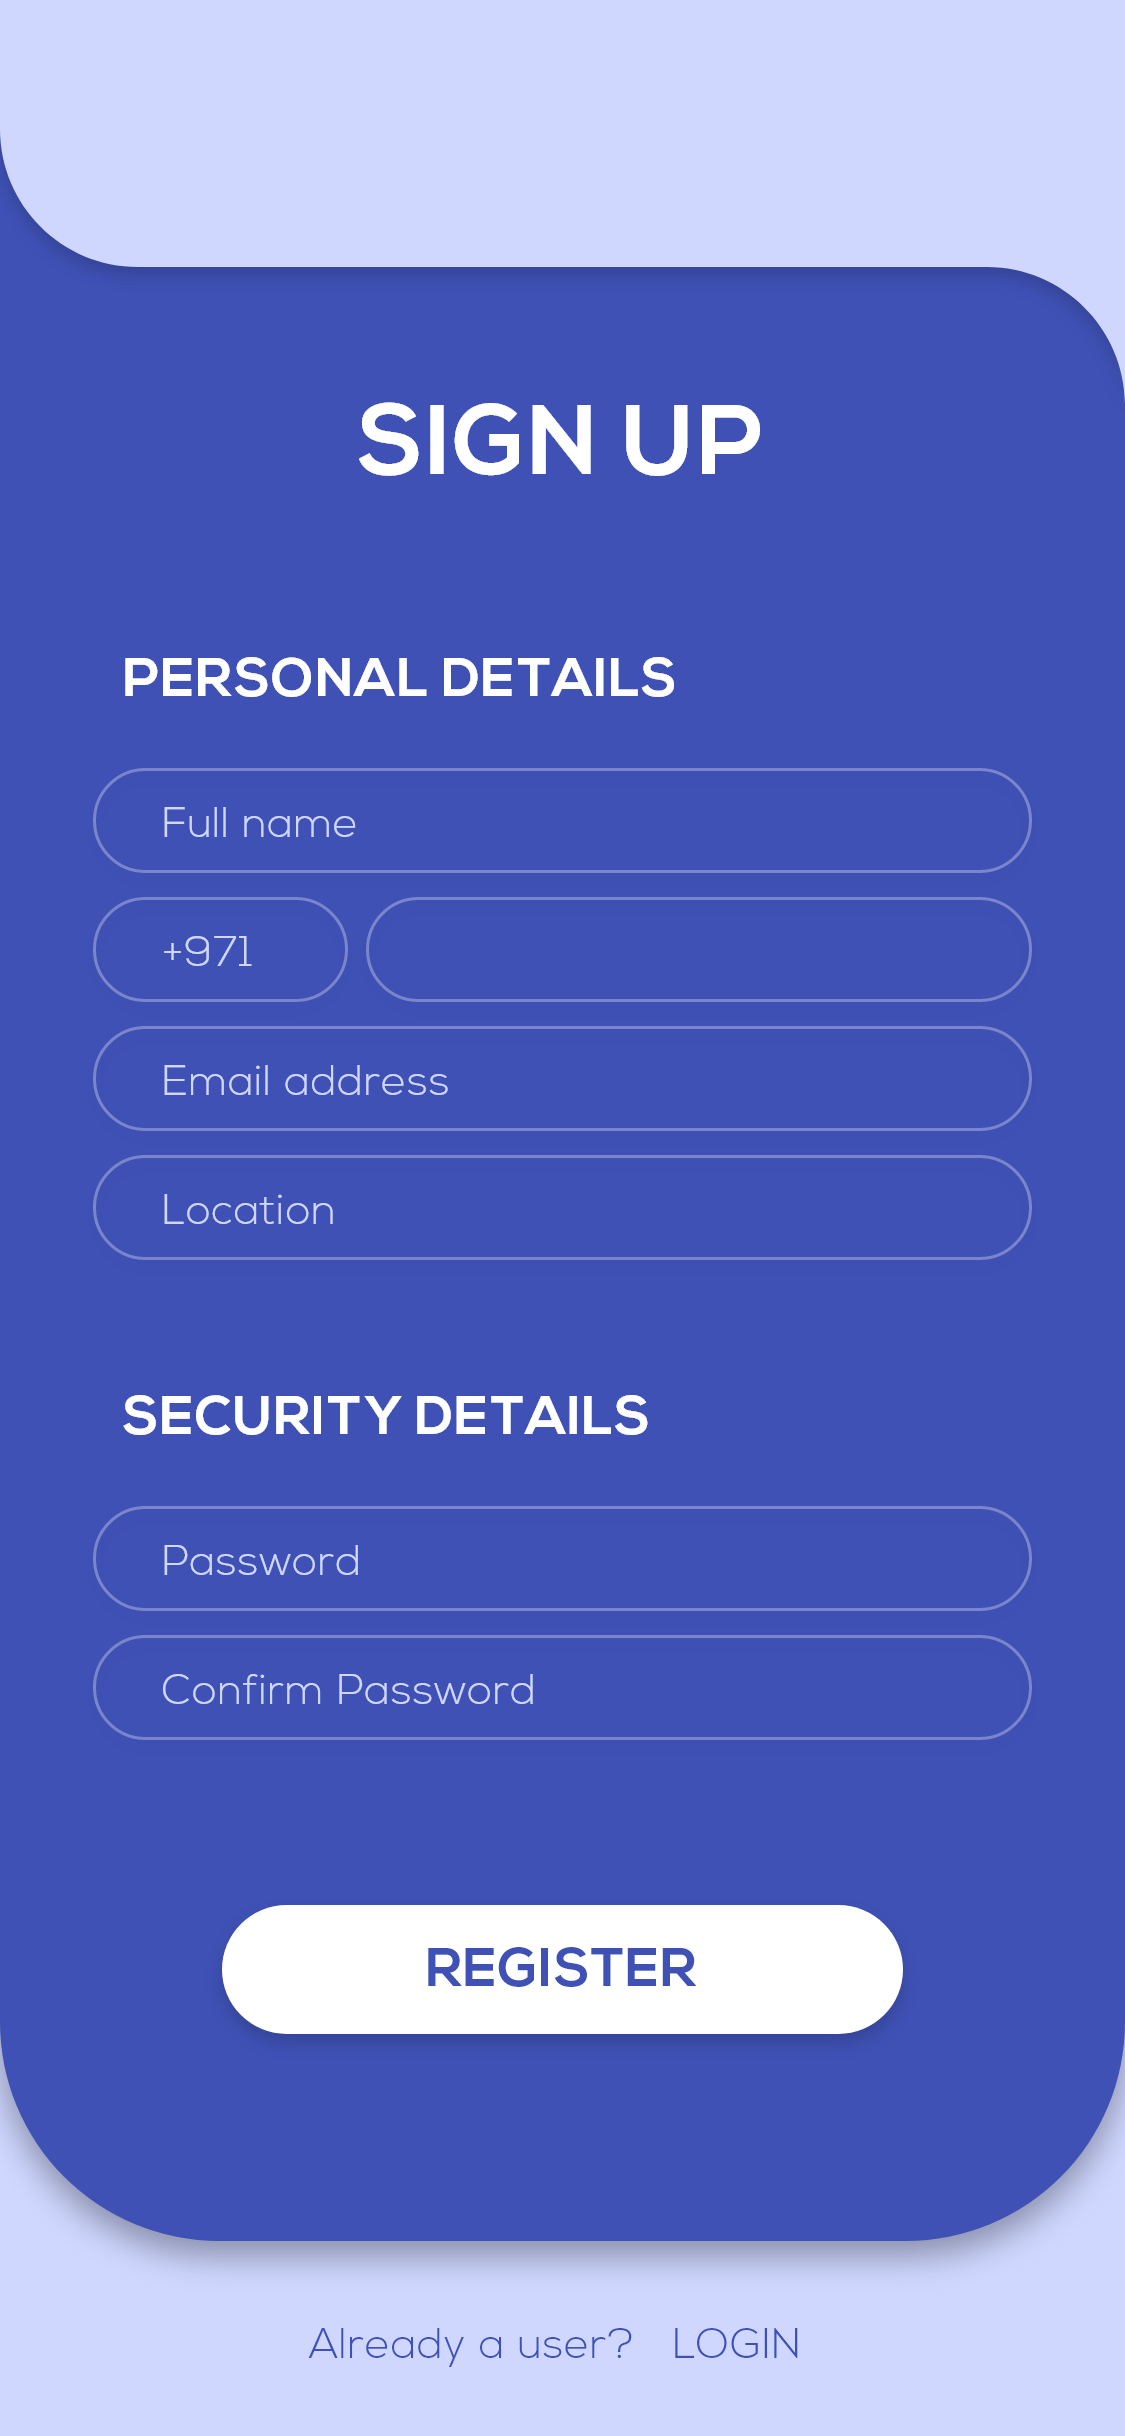 SIGN UP
PERSONAL DETAILS
Full name
+971
Email address
Location
SECURITY DETAILS
Password
Confirm Password
REGISTER
Already a user? LOGIN